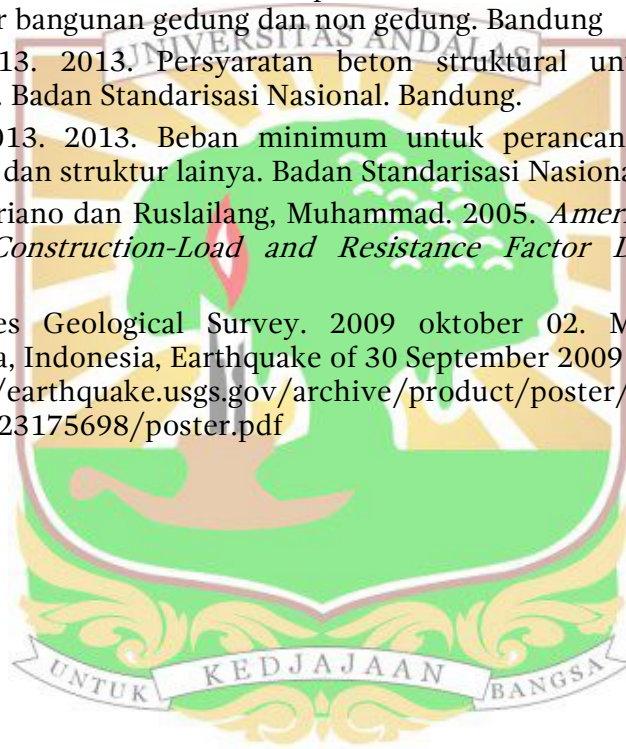 r bangunan gedung dan non gedung. Bandung
UNIVERSITAS ANDALAS
13. 2013. Persyaratan beton struktural un
. Badan Standarisasi Nasional. Bandung.
013. 2013. Beban minimum untuk perancan
dan struktur lainya. Badan Standarisasi Nasiona
riano dan Ruslailang, Muhammad. 2005. Amer
Construction-Load and Resistance Factor
es Geological Survey. 2009 oktober 02. M
a, Indonesia, Earthquake of 30 September 2009
/earthquake.usgs.gov/archive/product/poster/
23175698/poster.pdf
UNTUK KEDJAJAAN BANGSA